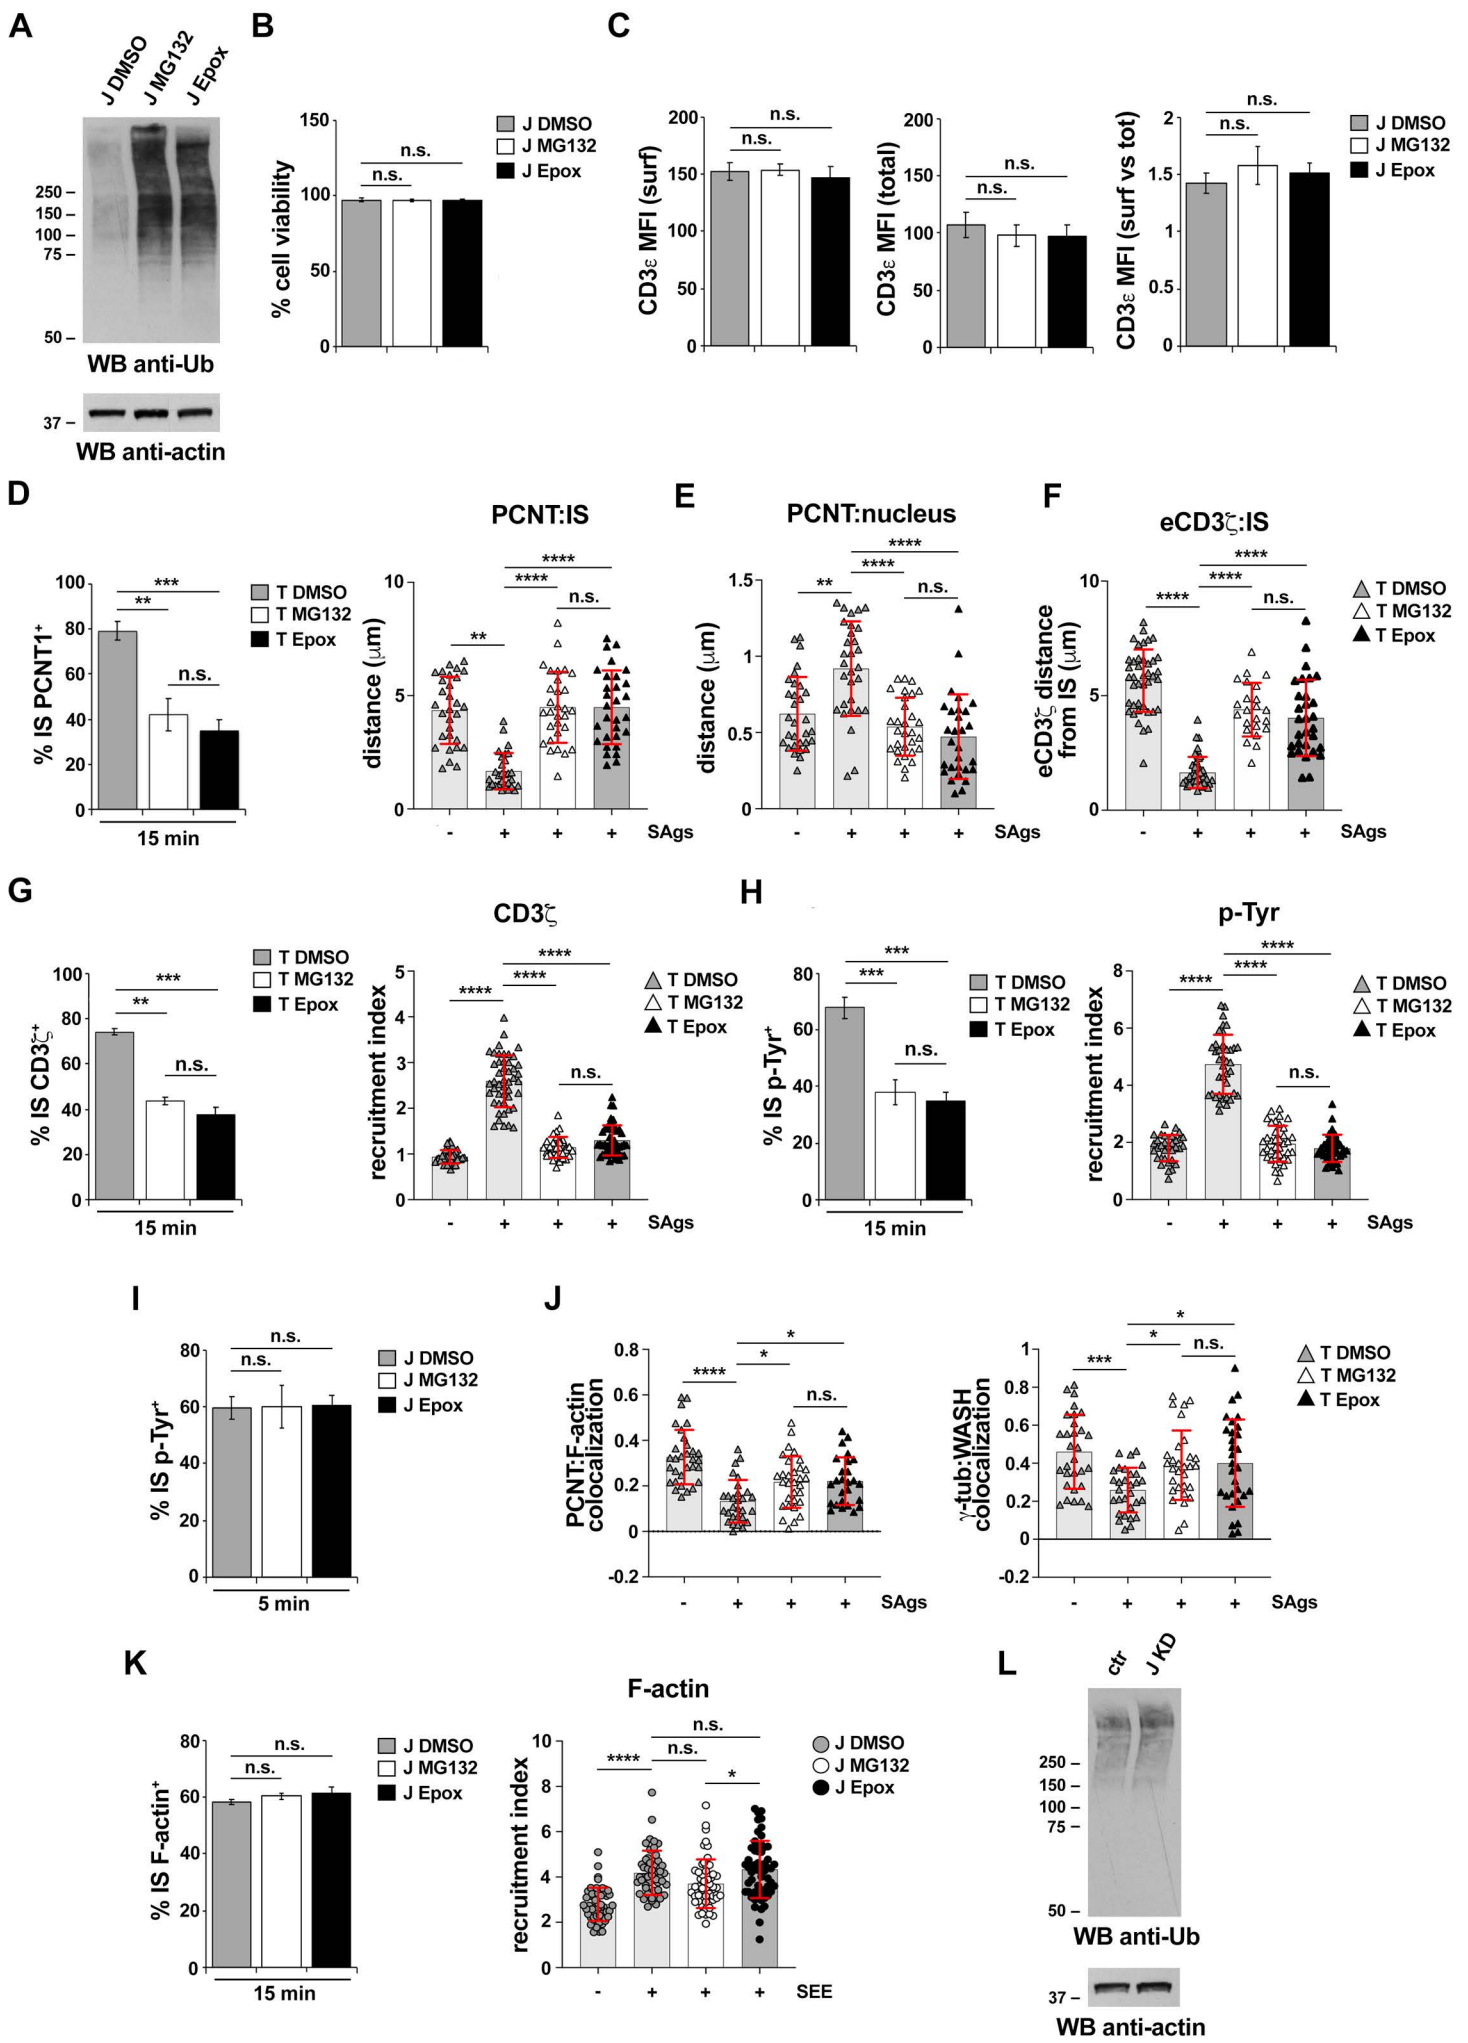 A
J DMSO
J MG132
J Epox
250
150
100
75
50
WB anti-Ub
37
WB anti-actin
B
% cell viability
150
100
50
0
n.s.
n.s.
J DMSO
J MG132
J Epox
C
CD3ε MFI (surf)
200
150
100
50
0
n.s.
n.s.
CD3ε MFI (total)
200
150
100
50
0
n.s.
n.s.
CD3ε MFI (surf vs tot)
2
1.5
1
0.5
0
n.s.
n.s.
J DMSO
J MG132
J Epox
D
% IS PCNT1⁺
100
80
60
40
20
0
***
**
n.s.
15 min
T DMSO
T MG132
T Epox
PCNT:IS
distance (μm)
10
5
0
****
****
n.s.
**
- + + + SAgs
E
PCNT:nucleus
distance (μm)
1.5
1
0.5
0
****
****
**
n.s.
- + + + SAgs
F
eCD3ζ:IS
eCD3ζ distance
from IS (μm)
10
5
0
****
****
****
n.s.
- + + + SAgs
T DMSO
T MG132
T Epox
G
% IS CD3ζ⁺
100
80
60
40
20
0
***
**
n.s.
15 min
T DMSO
T MG132
T Epox
CD3ζ
recruitment index
5
4
3
2
1
0
****
****
****
n.s.
- + + + SAgs
T DMSO
T MG132
T Epox
H
% IS p-Tyr⁺
80
60
40
20
0
***
***
n.s.
15 min
T DMSO
T MG132
T Epox
p-Tyr
recruitment index
8
6
4
2
0
****
****
****
n.s.
- + + + SAgs
T DMSO
T MG132
T Epox
I
% IS p-Tyr⁺
80
60
40
20
0
n.s.
n.s.
5 min
J DMSO
J MG132
J Epox
J
PCNT:F-actin
colocalization
0.8
0.6
0.4
0.2
0
-0.2
*
*
****
n.s.
- + + + SAgs
γ-tub:WASH
colocalization
1
0.8
0.6
0.4
0.2
0
-0.2
*
*
n.s.
***
- + + + SAgs
T DMSO
T MG132
T Epox
K
% IS F-actin⁺
80
60
40
20
0
n.s.
n.s.
15 min
J DMSO
J MG132
J Epox
F-actin
recruitment index
10
8
6
4
2
0
n.s.
n.s.
****
*
- + + + SEE
J DMSO
J MG132
J Epox
L
ctr
J KD
250
150
100
75
50
WB anti-Ub
37
WB anti-actin